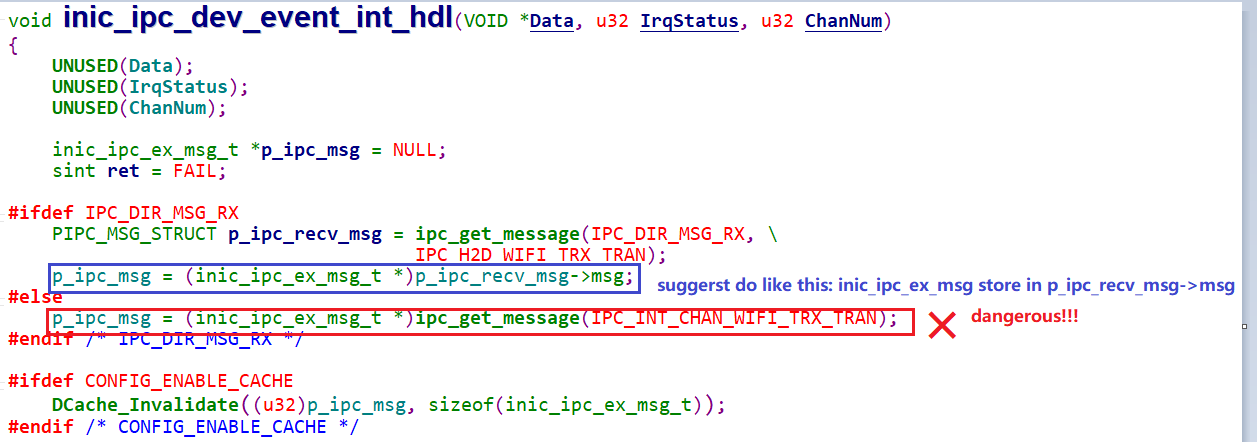 void inic_ipc_dev_event_int_hdl(VOID *Data, u32 IrqStatus, u32 ChanNum)
{
    UNUSED(Data);
    UNUSED(IrqStatus);
    UNUSED(ChanNum);

    inic_ipc_ex_msg_t *p_ipc_msg = NULL;
    sint ret = FAIL;

#ifdef IPC_DIR_MSG_RX
    PIPC_MSG_STRUCT p_ipc_recv_msg = ipc_get_message(IPC_DIR_MSG_RX, \
                                     IPC_H2D_WIFI_TRX_TRAN);
    p_ipc_msg = (inic_ipc_ex_msg_t *)p_ipc_recv_msg->msg;
suggerst do like this: inic_ipc_ex_msg store in p_ipc_recv_msg->msg
#else
    p_ipc_msg = (inic_ipc_ex_msg_t *)ipc_get_message(IPC_INT_CHAN_WIFI_TRX_TRAN);
dangerous!!!
#endif /* IPC_DIR_MSG_RX */

#ifdef CONFIG_ENABLE_CACHE
    DCache_Invalidate((u32)p_ipc_msg, sizeof(inic_ipc_ex_msg_t));
#endif /* CONFIG_ENABLE_CACHE */